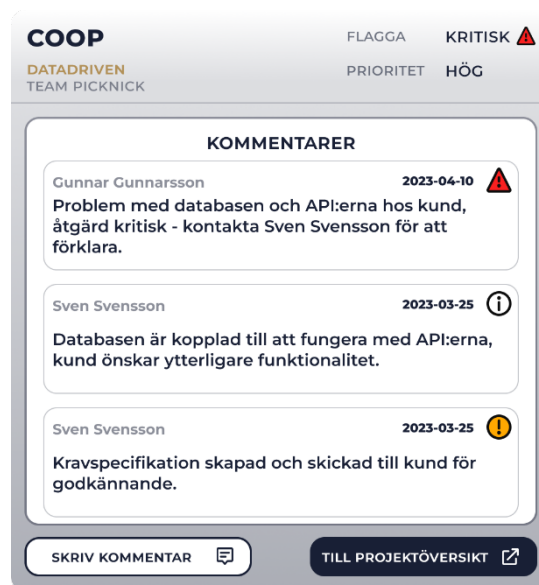 COOP
FLAGGA KRITISK
DATADRIVEN
PRIORITET HÖG
TEAM PICKNICK
KOMMENTARER
Gunnar Gunnarsson 2023-04-10
Problem med databasen och API:erna hos kund,
åtgärd kritisk - kontakta Sven Svensson för att
förklara.
Sven Svensson 2023-03-25
Databasen är kopplad till att fungera med API:erna,
kund önskar ytterligare funktionalitet.
Sven Svensson 2023-03-25
Kravspecifikation skapad och skickad till kund för
godkännande.
SKRIV KOMMENTAR
TILL PROJEKTÖVERSIKT